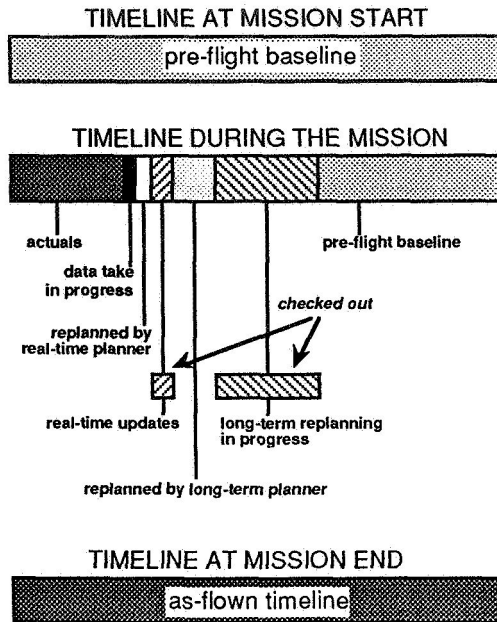 TIMELINE AT MISSION START
pre-flight baseline
TIMELINE DURING THE MISSION
actuals
pre-flight baseline
data take
in progress
checked out
replanned by
real-time planner
real-time updates
long-term replanning
in progress
replanned by long-term planner
TIMELINE AT MISSION END
as-flown timeline